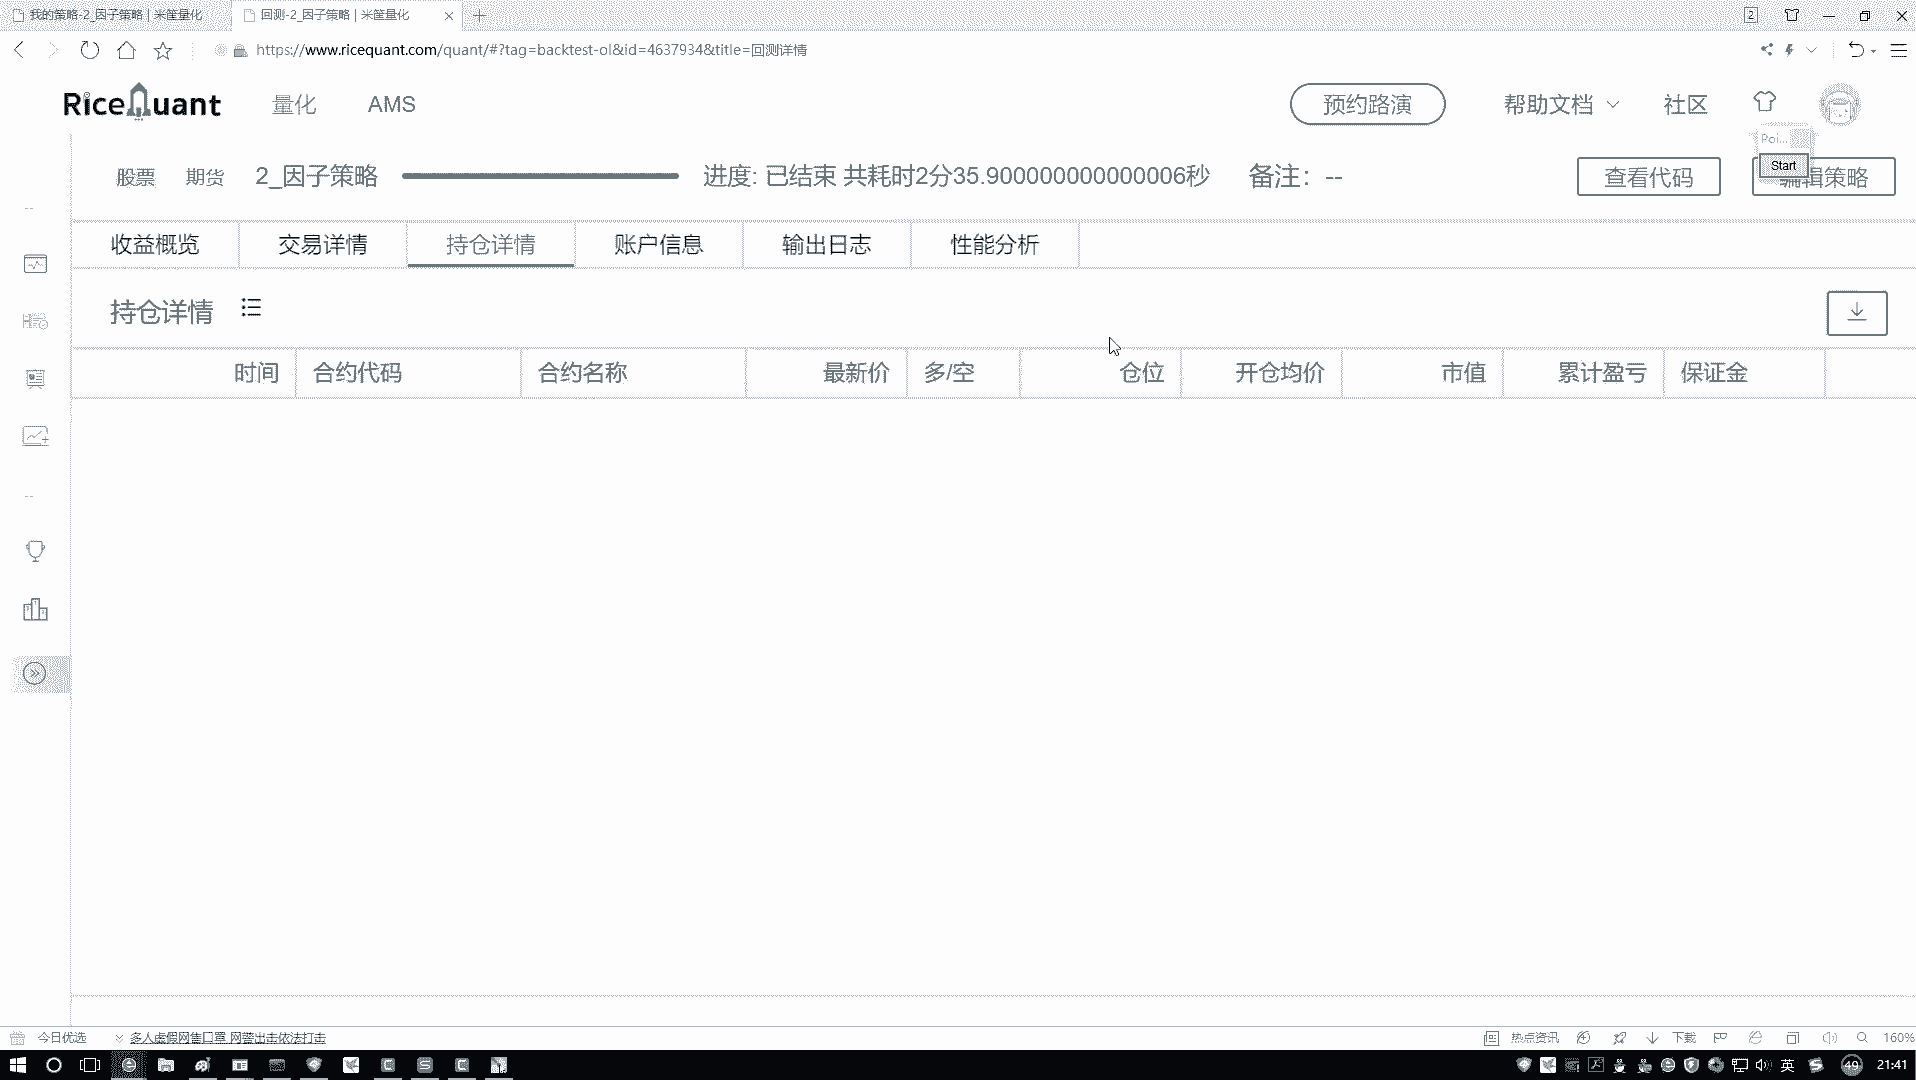 我的策略-2_因子策略 | 米筐量化
回测-2_因子策略 | 米筐量化
2
https://www.ricequant.com/quant/#?tag=backtest-ol&id=4637934&title=回测详情
RiceQuant
量化
AMS
预约路演
帮助文档
社区
Poi...
Start
股票
期货
2_因子策略
进度: 已结束 共耗时2分35.900000000000006秒
备注：--
查看代码
编辑策略
--
收益概览
交易详情
持仓详情
账户信息
输出日志
性能分析
持仓详情
时间
合约代码
合约名称
最新价
多/空
仓位
开仓均价
市值
累计盈亏
保证金
--
今日优选
多人虚假网售口罩 网警出击依法打击
热点资讯
下载
160%
英
49
21:41